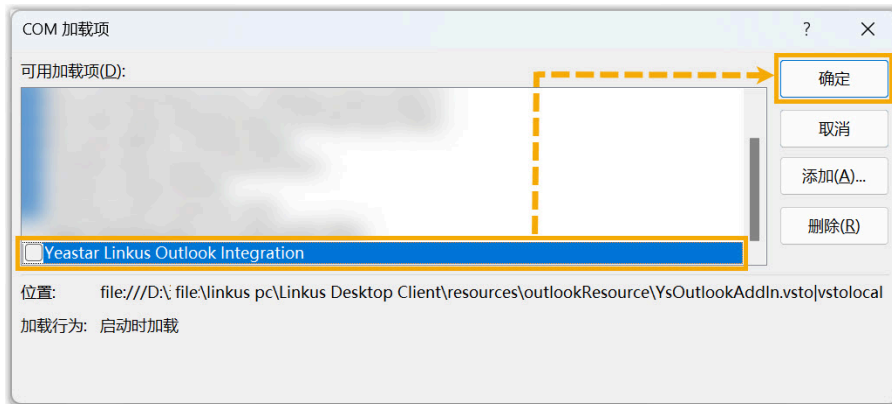 COM 加载项
?
可用加载项(D):
确定
取消
添加(A)...
删除(R)
Yeastar Linkus Outlook Integration
位置: file:///D:\: file:\linkus pc\Linkus Desktop Client\resources\outlookResource\YsOutlookAddIn.vsto|vstolocal
加载行为: 启动时加载